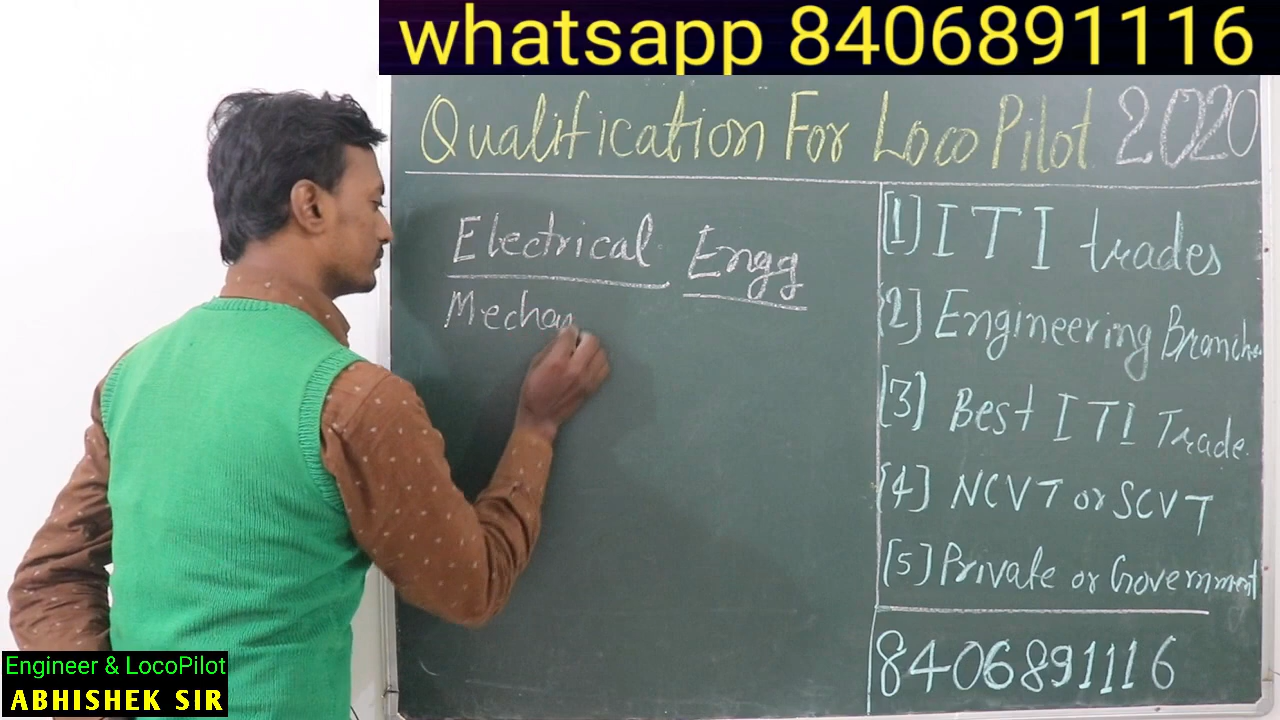 whatsapp 8406891116
Qualification For Loco Pilot 2020
Electrical Engg
Mechan
[1] ITI trades
[2] Engineering Branch
[3] Best ITI Trade
[4] NCVT or SCVT
[5] Private or Government
8406891116
Engineer & LocoPilot
ABHISHEK SIR